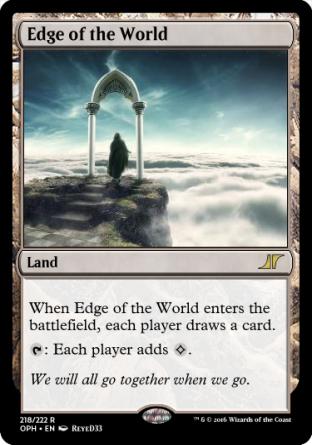 Edge of the World
Land
When Edge of the World enters the
battlefield, each player draws a card.
: Each player adds .
We will all go together when we go.
218/222 R
OPH • EN REYED33
™ & © 2016 Wizards of the Coast